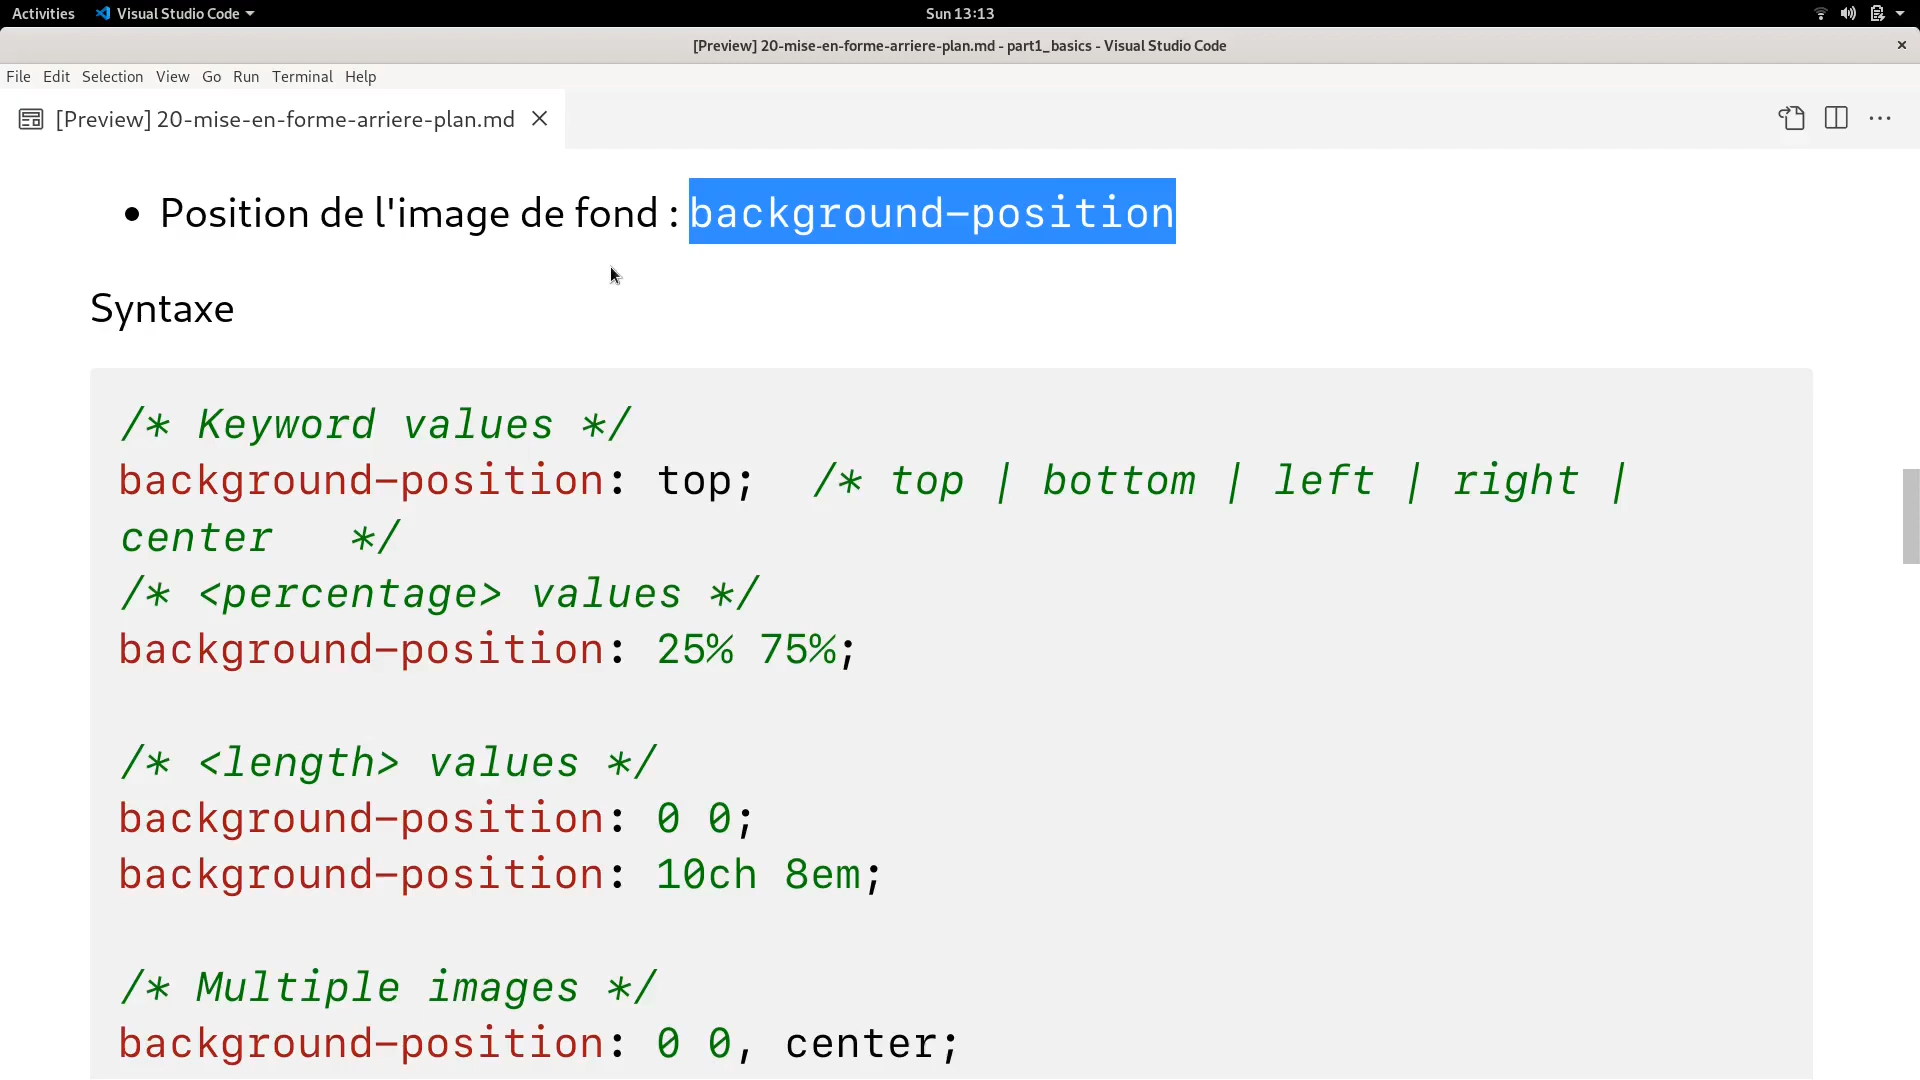 Activities Visual Studio Code Sun 13:13
[Preview] 20-mise-en-forme-arriere-plan.md - part1_basics - Visual Studio Code
File Edit Selection View Go Run Terminal Help
[Preview] 20-mise-en-forme-arriere-plan.md
• Position de l'image de fond : background-position
Syntaxe
/* Keyword values */
background-position: top;  /* top | bottom | left | right |
center   */
/* <percentage> values */
background-position: 25% 75%;
/* <length> values */
background-position: 0 0;
background-position: 10ch 8em;
/* Multiple images */
background-position: 0 0, center;